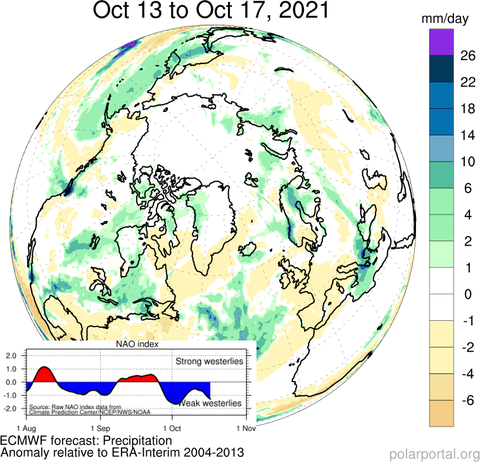 Oct 13 to Oct 17, 2021
mm/day
26
22
18
14
10
6
4
2
1
0
-1
-2
-4
-6
NAO index
2.0
1.0
0.0
-1.0
-2.0
Strong westerlies
Weak westerlies
Source: Raw NAO index data from
Climate Prediction Center/NCEP/NWS/NOAA
1 Aug
1 Sep
1 Oct
1 Nov
ECMWF forecast: Precipitation
Anomaly relative to ERA-Interim 2004-2013
polarportal.org